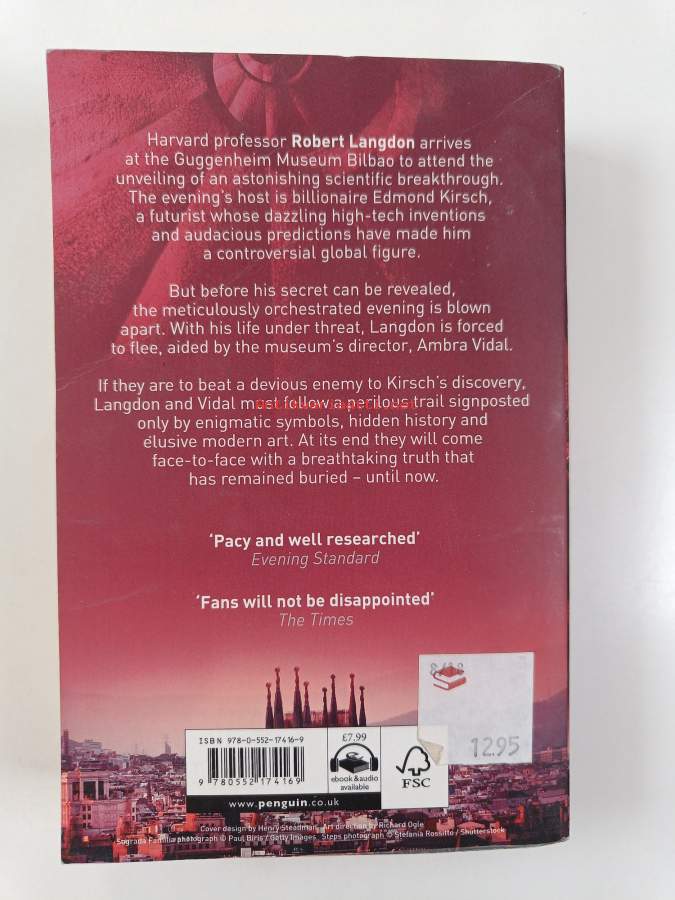 Harvard professor Robert Langdon arrives
at the Guggenheim Museum Bilbao to attend the
unveiling of an astonishing scientific breakthrough.
The evening's host is billionaire Edmond Kirsch,
a futurist whose dazzling high-tech inventions
and audacious predictions have made him
a controversial global figure.
But before his secret can be revealed,
the meticulously orchestrated evening is blown
apart. With his life under threat, Langdon is forced
to flee, aided by the museum's director, Ambra Vidal.
If they are to beat a devious enemy to Kirsch's discovery,
Langdon and Vidal must follow a perilous trail signposted
only by enigmatic symbols, hidden history and
elusive modern art. At its end they will come
face-to-face with a breathtaking truth that
has remained buried – until now.
'Pacy and well researched'
Evening Standard
'Fans will not be disappointed'
The Times
12.95
ISBN 978-0-552-17416-9
9 780552 174169
£7.99
ebook & audio
available
FSC
www.penguin.co.uk
Cover design by Henry Steadman. Art direction by Richard Ogle
Sagrada Família photograph © Paul Biris / Getty Images. Steps photograph © Stefania Rossitto / Shutterstock